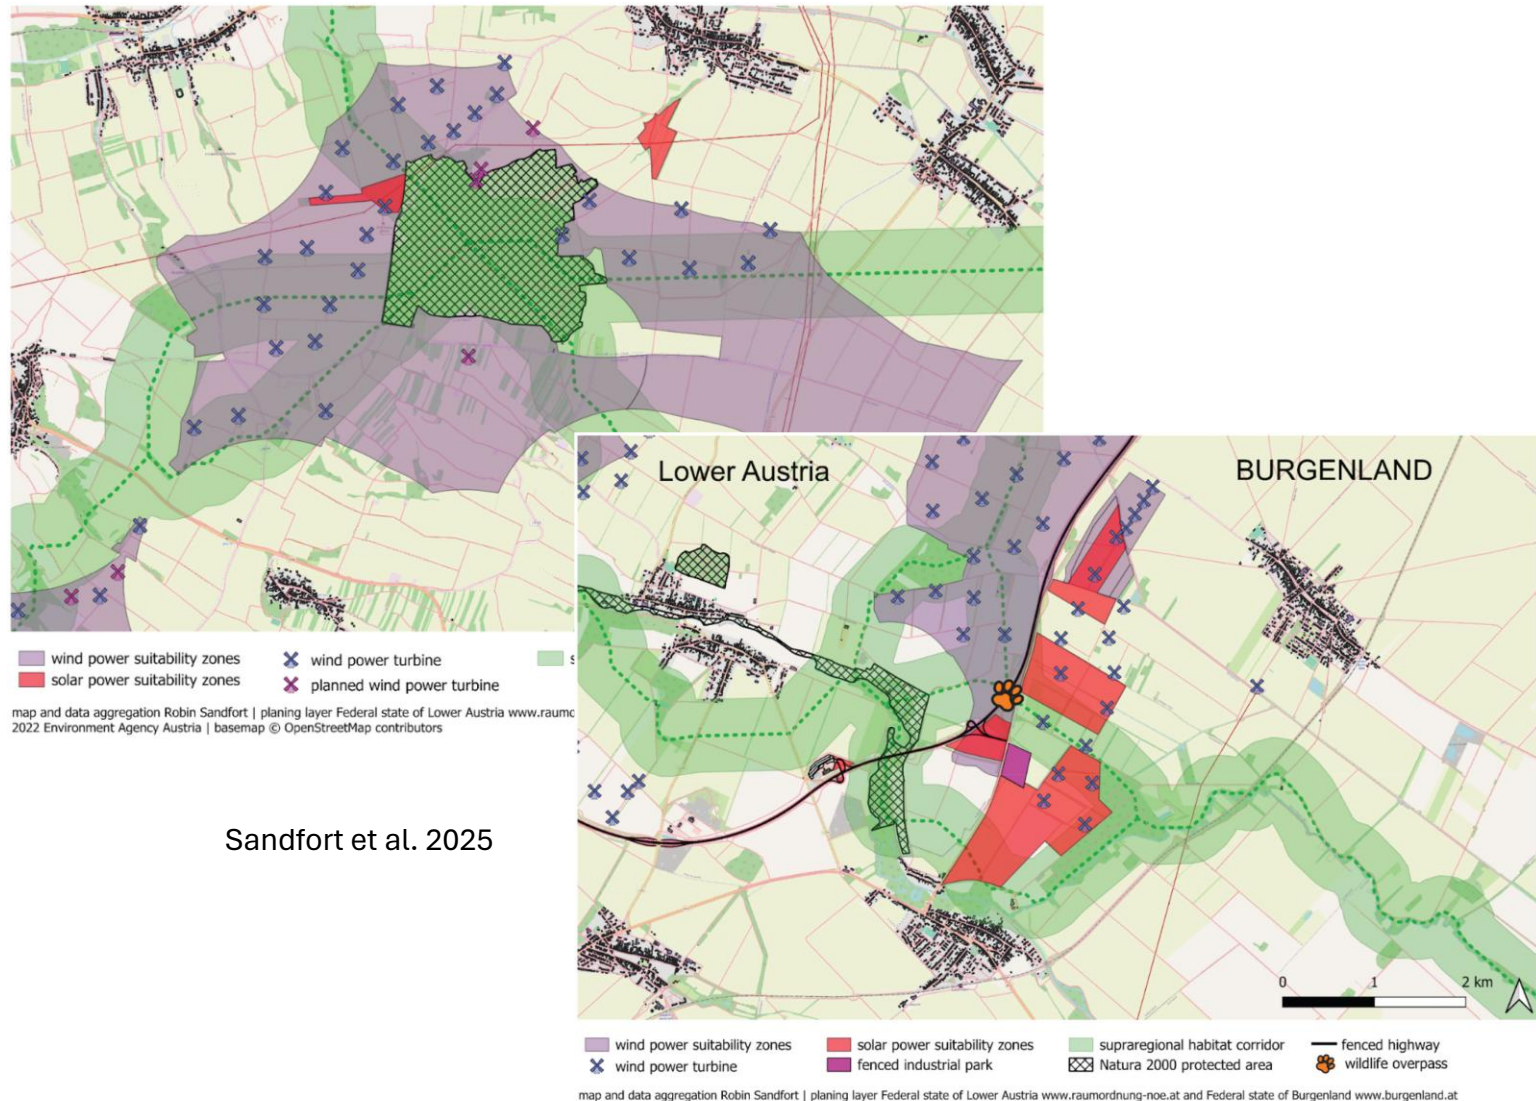 Lower Austria
BURGENLAND
wind power suitability zones
solar power suitability zones
wind power turbine
planned wind power turbine
s
map and data aggregation Robin Sandfort | planing layer Federal state of Lower Austria www.raumo
2022 Environment Agency Austria | basemap © OpenStreetMap contributors
Sandfort et al. 2025
0 1 2 km
wind power suitability zones
wind power turbine
solar power suitability zones
fenced industrial park
supraregional habitat corridor
Natura 2000 protected area
fenced highway
wildlife overpass
map and data aggregation Robin Sandfort | planing layer Federal state of Lower Austria www.raumordnung-noe.at and Federal state of Burgenland www.burgenland.at